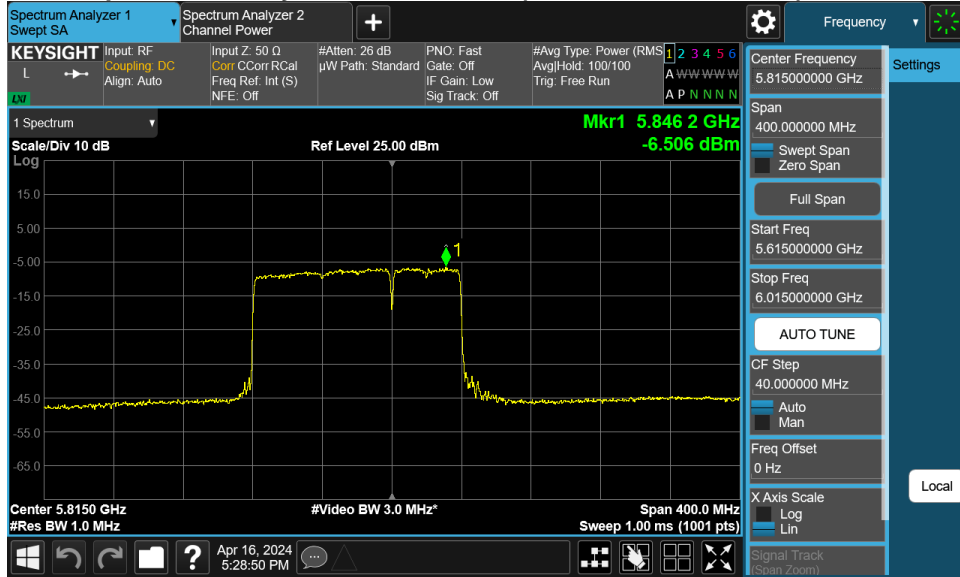 Spectrum Analyzer 1
Swept SA
Spectrum Analyzer 2
Channel Power
Frequency
KEYSIGHT
L
LXI
Input: RF
Coupling: DC
Align: Auto
Input Z: 50 Ω
Corr CCorr RCal
Freq Ref: Int (S)
NFE: Off
#Atten: 26 dB
µW Path: Standard
PNO: Fast
Gate: Off
IF Gain: Low
Sig Track: Off
#Avg Type: Power (RMS
Avg|Hold: 100/100
Trig: Free Run
1 2 3 4 5 6
A W W W W W
A P N N N N
1 Spectrum
Mkr1 5.846 2 GHz
Scale/Div 10 dB
Ref Level 25.00 dBm
-6.506 dBm
Log
15.0
5.00
-5.00
-15.0
-25.0
-35.0
-45.0
-55.0
-65.0
1
Center 5.8150 GHz
#Video BW 3.0 MHz*
Span 400.0 MHz
#Res BW 1.0 MHz
Sweep 1.00 ms (1001 pts)
Center Frequency
5.815000000 GHz
Span
400.000000 MHz
Swept Span
Zero Span
Full Span
Start Freq
5.615000000 GHz
Stop Freq
6.015000000 GHz
AUTO TUNE
CF Step
40.000000 MHz
Auto
Man
Freq Offset
0 Hz
X Axis Scale
Log
Lin
Signal Track
(Span Zoom)
Settings
Local
?
Apr 16, 2024
5:28:50 PM